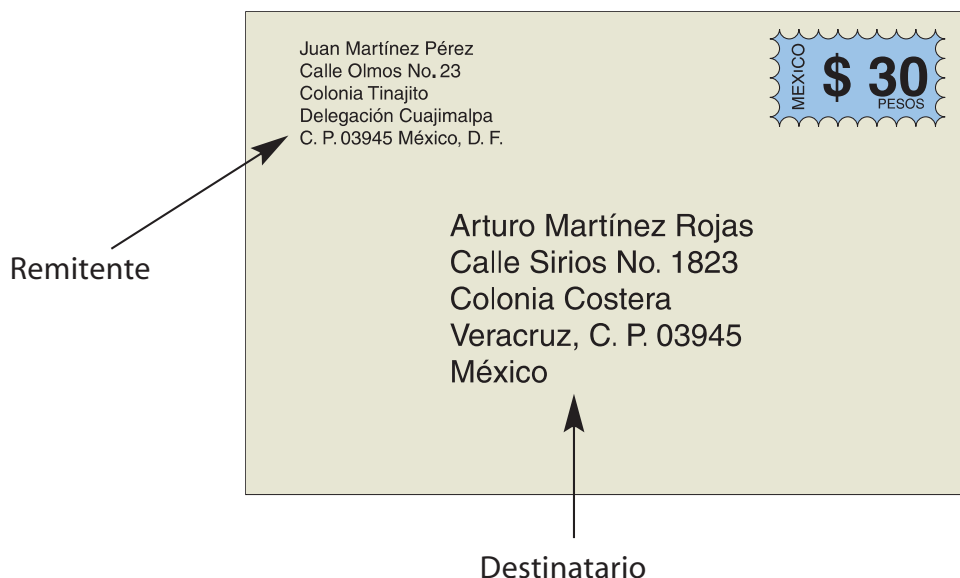 Juan Martínez Pérez
Calle Olmos No. 23
Colonia Tinajito
Delegación Cuajimalpa
C. P. 03945 México, D. F.
MEXICO
$ 30
PESOS
Remitente
Arturo Martínez Rojas
Calle Sirios No. 1823
Colonia Costera
Veracruz, C. P. 03945
México
Destinatario